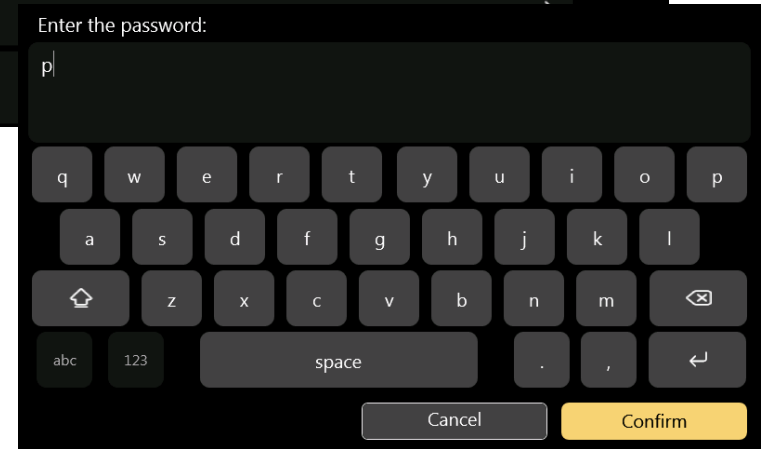 Enter the password:
p
q w e r t y u i o p
a s d f g h j k l
z x c v b n m
abc 123 space . ,
Cancel Confirm